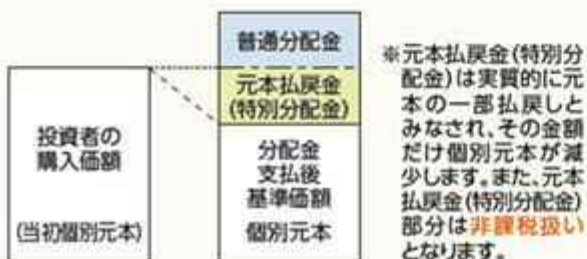 投資者の
購入価額
(当初個別元本)
普通分配金
元本払戻金
(特別分配金)
分配金
支払後
基準価額
個別元本
※元本払戻金(特別分
配金)は実質的に元
本の一部払戻しと
みなされ、その金額
だけ個別元本が減
少します。また、元本
払戻金(特別分配金)
部分は非課税扱い
となります。